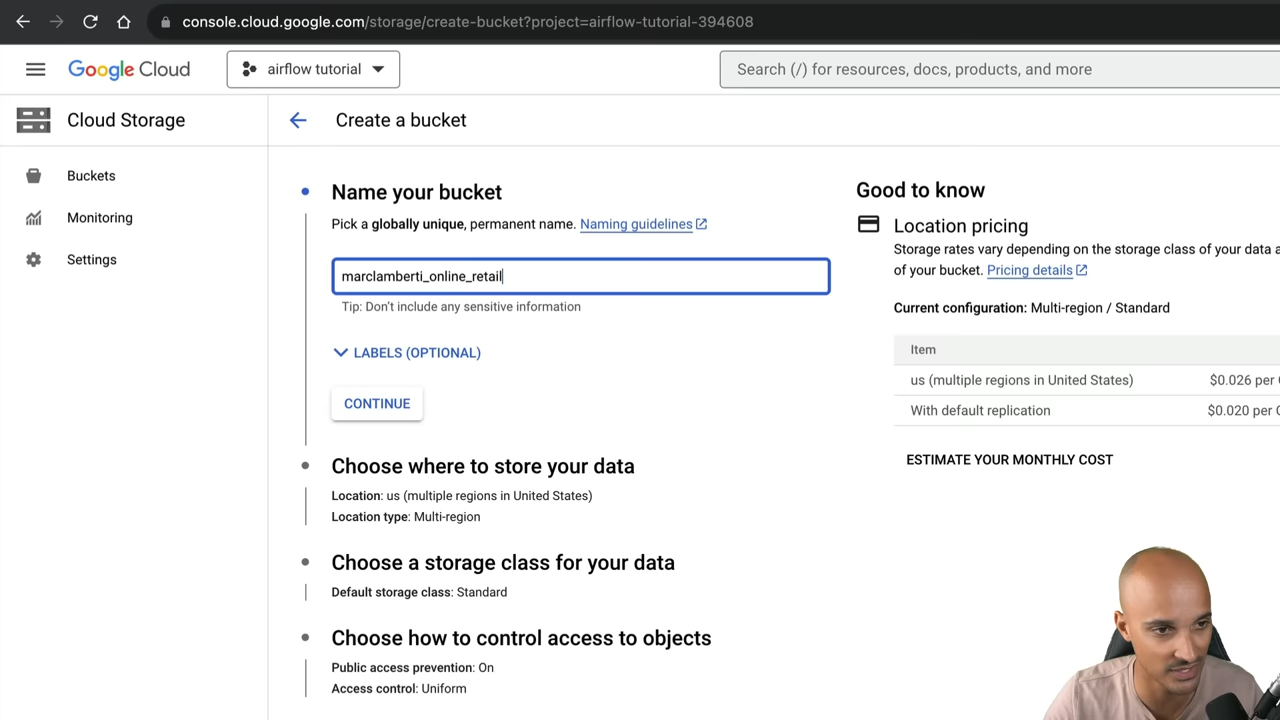 console.cloud.google.com/storage/create-bucket?project=airflow-tutorial-394608
Google Cloud
airflow tutorial
Search (/) for resources, docs, products, and more
Cloud Storage
Create a bucket
Buckets
Monitoring
Settings
Name your bucket
Pick a globally unique, permanent name. Naming guidelines
marclamberti_online_retail
Tip: Don't include any sensitive information
LABELS (OPTIONAL)
CONTINUE
Choose where to store your data
Location: us (multiple regions in United States)
Location type: Multi-region
Choose a storage class for your data
Default storage class: Standard
Choose how to control access to objects
Public access prevention: On
Access control: Uniform
Good to know
Location pricing
Storage rates vary depending on the storage class of your data a
of your bucket. Pricing details
Current configuration: Multi-region / Standard
Item
us (multiple regions in United States) $0.026 per
With default replication $0.020 per
ESTIMATE YOUR MONTHLY COST